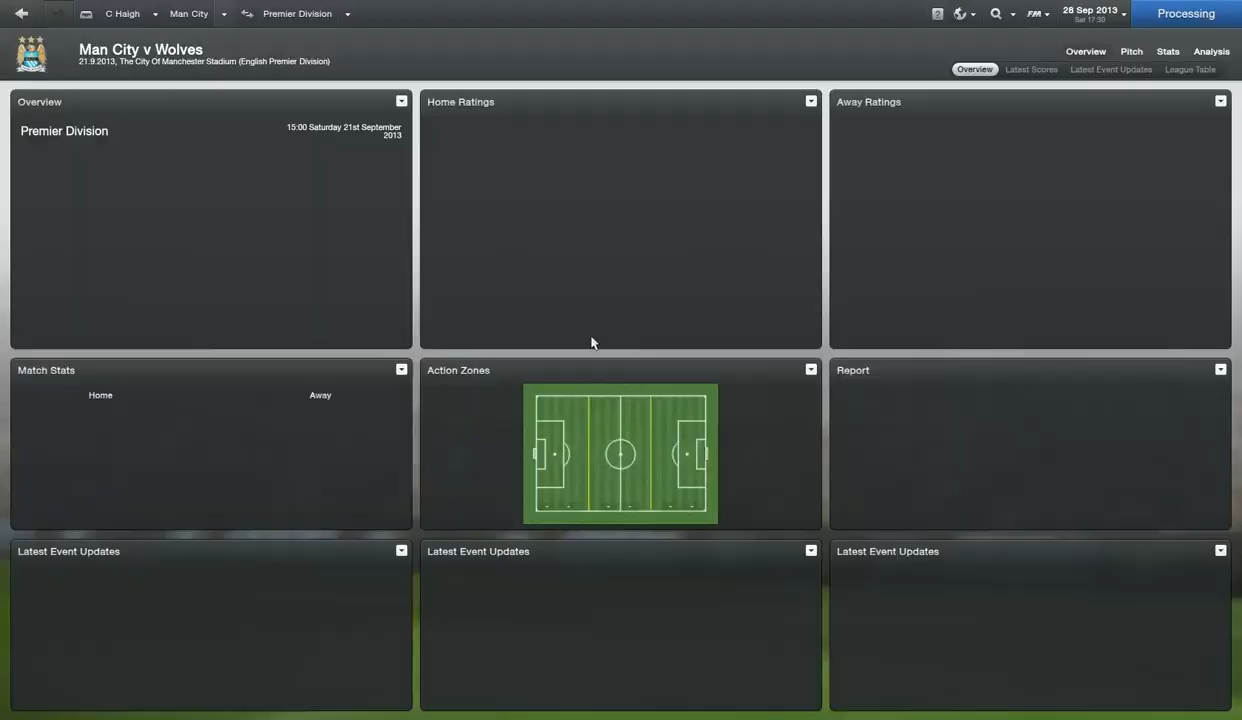 C Haigh
Man City
Premier Division
?
FM
28 Sep 2013
Sat 17:30
Processing
Man City v Wolves
21.9.2013, The City Of Manchester Stadium (English Premier Division)
Overview
Pitch
Stats
Analysis
Overview
Latest Scores
Latest Event Updates
League Table
Overview
Home Ratings
Away Ratings
Premier Division
15:00 Saturday 21st September
2013
Match Stats
Action Zones
Report
Home
Away
Latest Event Updates
Latest Event Updates
Latest Event Updates